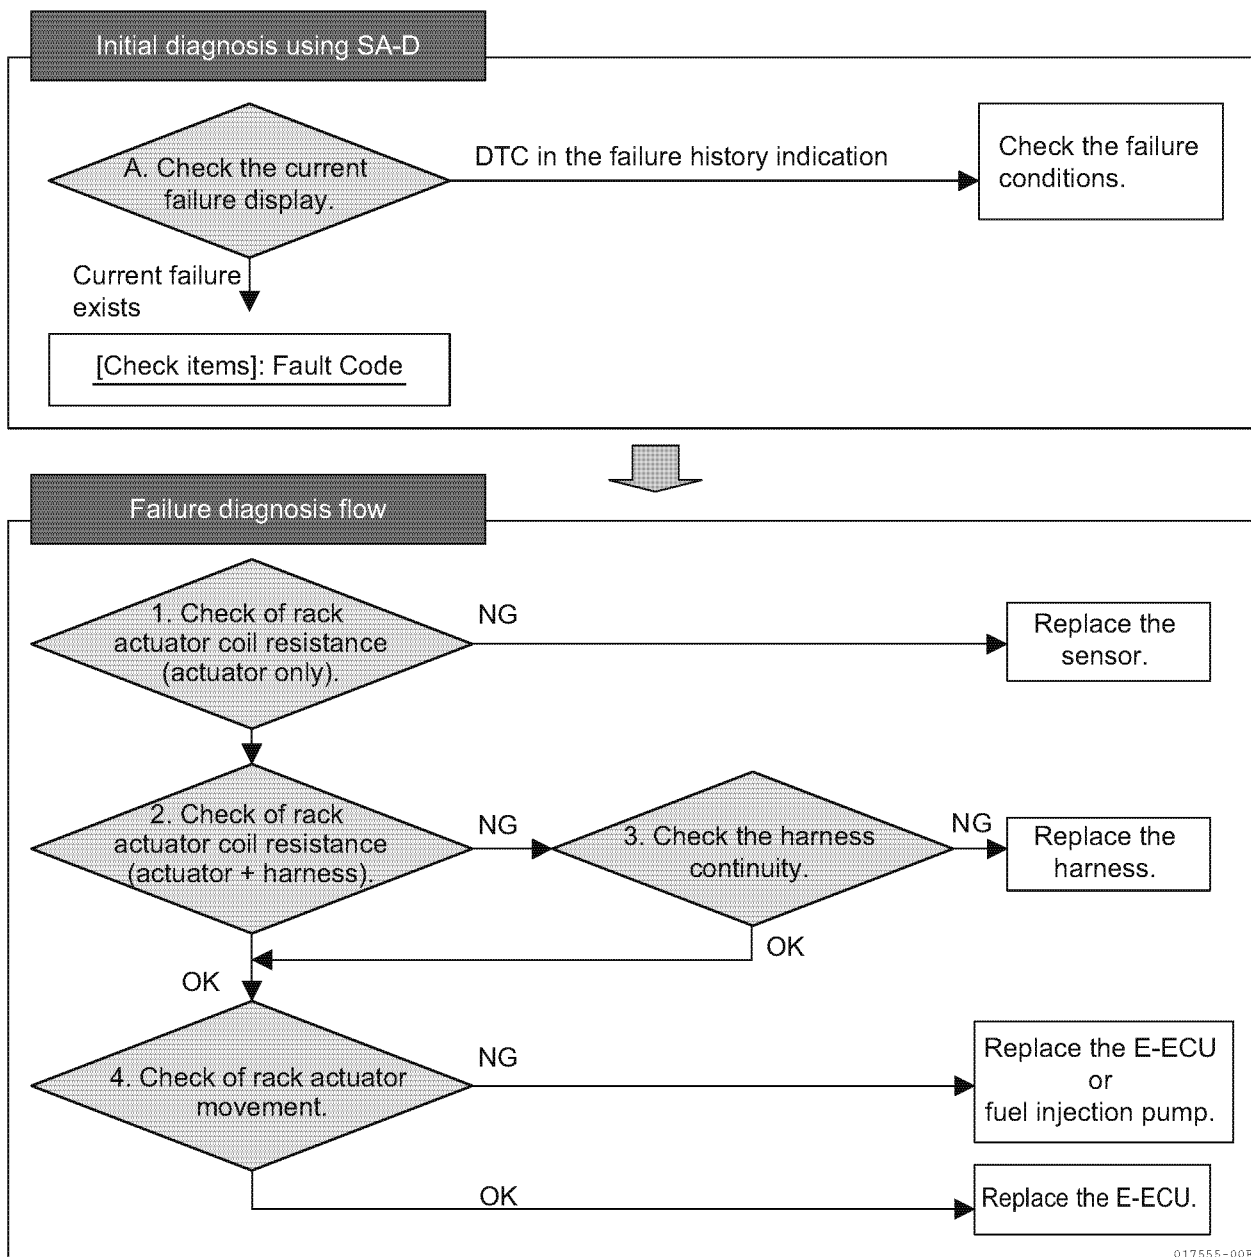 Initial diagnosis using SA-D
A. Check the current
failure display.
DTC in the failure history indication
Check the failure
conditions.
Current failure
exists
[Check items]: Fault Code
Failure diagnosis flow
1. Check of rack
actuator coil resistance
(actuator only).
NG
Replace the
sensor.
2. Check of rack
actuator coil resistance
(actuator + harness).
NG
3. Check the harness
continuity.
NG
Replace the
harness.
OK
OK
4. Check of rack actuator
movement.
NG
Replace the E-ECU
or
fuel injection pump.
OK
Replace the E-ECU.